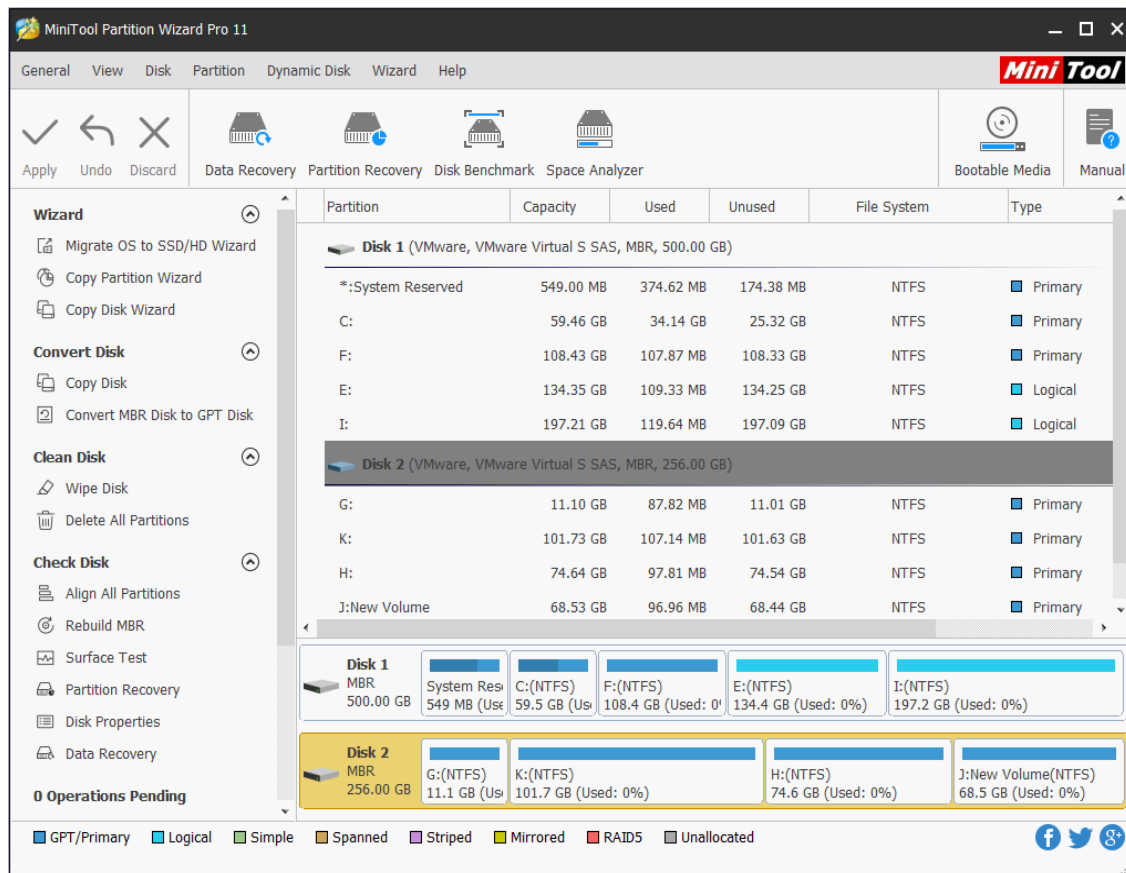 MiniTool Partition Wizard Pro 11
General View Disk Partition Dynamic Disk Wizard Help
Mini Tool
Apply Undo Discard Data Recovery Partition Recovery Disk Benchmark Space Analyzer Bootable Media Manual
Wizard
Migrate OS to SSD/HD Wizard
Copy Partition Wizard
Copy Disk Wizard
Convert Disk
Copy Disk
Convert MBR Disk to GPT Disk
Clean Disk
Wipe Disk
Delete All Partitions
Check Disk
Align All Partitions
Rebuild MBR
Surface Test
Partition Recovery
Disk Properties
Data Recovery
0 Operations Pending
Partition Capacity Used Unused File System Type
Disk 1 (VMware, VMware Virtual S SAS, MBR, 500.00 GB)
*:System Reserved 549.00 MB 374.62 MB 174.38 MB NTFS Primary
C: 59.46 GB 34.14 GB 25.32 GB NTFS Primary
F: 108.43 GB 107.87 MB 108.33 GB NTFS Primary
E: 134.35 GB 109.33 MB 134.25 GB NTFS Logical
I: 197.21 GB 119.64 MB 197.09 GB NTFS Logical
Disk 2 (VMware, VMware Virtual S SAS, MBR, 256.00 GB)
G: 11.10 GB 87.82 MB 11.01 GB NTFS Primary
K: 101.73 GB 107.14 MB 101.63 GB NTFS Primary
H: 74.64 GB 97.81 MB 74.54 GB NTFS Primary
J:New Volume 68.53 GB 96.96 MB 68.44 GB NTFS Primary
Disk 1
MBR
500.00 GB
System Res
549 MB (Use
C:(NTFS)
59.5 GB (Us
F:(NTFS)
108.4 GB (Used: 0
E:(NTFS)
134.4 GB (Used: 0%)
I:(NTFS)
197.2 GB (Used: 0%)
Disk 2
MBR
256.00 GB
G:(NTFS)
11.1 GB (Us
K:(NTFS)
101.7 GB (Used: 0%)
H:(NTFS)
74.6 GB (Used: 0%)
J:New Volume(NTFS)
68.5 GB (Used: 0%)
GPT/Primary Logical Simple Spanned Striped Mirrored RAID5 Unallocated